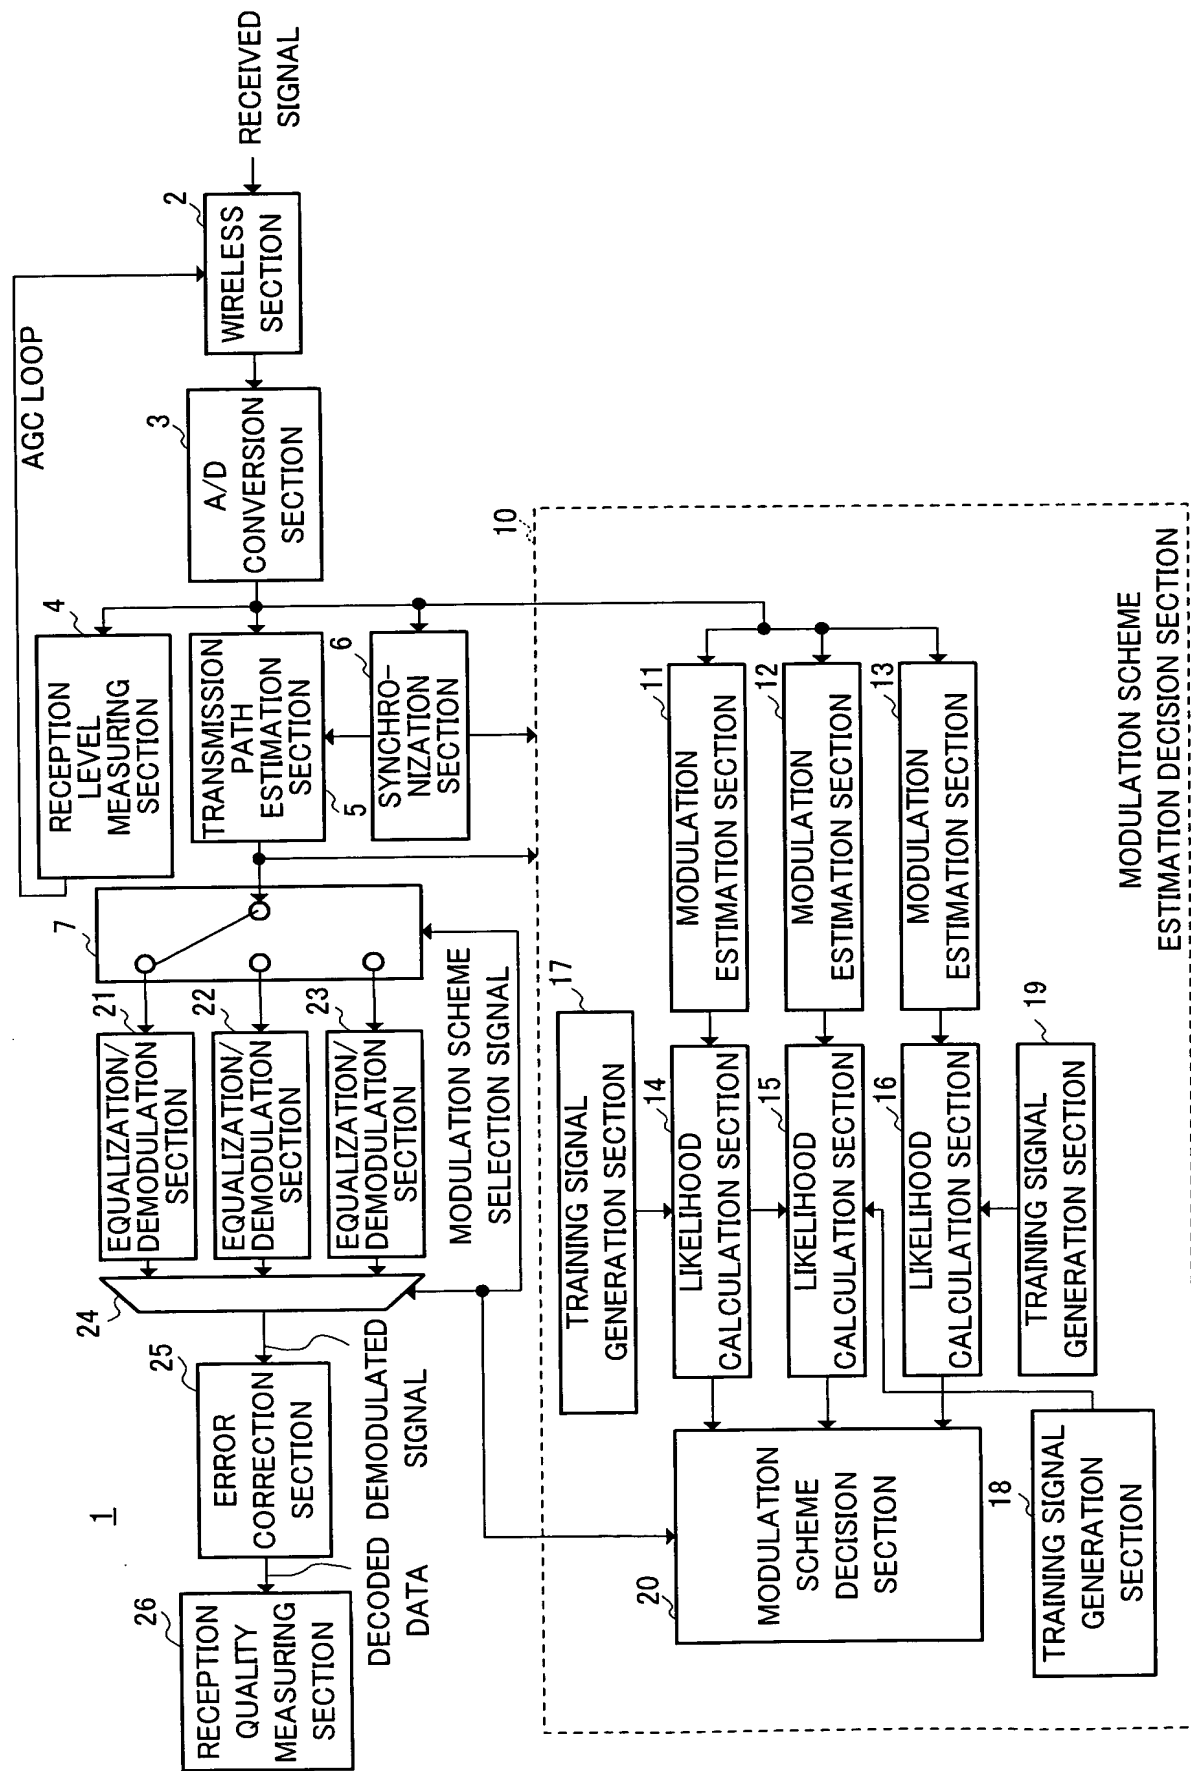 1
RECEIVED
SIGNAL
AGC LOOP
2
WIRELESS
SECTION
3
A/D
CONVERSION
SECTION
4
RECEPTION
LEVEL
MEASURING
SECTION
TRANSMISSION
PATH
ESTIMATION
SECTION
5
6
SYNCHRO-
NIZATION
SECTION
7
21
EQUALIZATION/
DEMODULATION
SECTION
22
EQUALIZATION/
DEMODULATION
SECTION
23
EQUALIZATION/
DEMODULATION
SECTION
MODULATION SCHEME
SELECTION SIGNAL
24
DEMODULATED
SIGNAL
25
ERROR
CORRECTION
SECTION
DECODED
DATA
26
RECEPTION
QUALITY
MEASURING
SECTION
10
MODULATION SCHEME
ESTIMATION DECISION SECTION
11
MODULATION
ESTIMATION SECTION
12
MODULATION
ESTIMATION SECTION
13
MODULATION
ESTIMATION SECTION
17
TRAINING SIGNAL
GENERATION SECTION
14
LIKELIHOOD
CALCULATION SECTION
15
LIKELIHOOD
CALCULATION SECTION
16
LIKELIHOOD
CALCULATION SECTION
19
TRAINING SIGNAL
GENERATION SECTION
20
MODULATION
SCHEME
DECISION
SECTION
18
TRAINING SIGNAL
GENERATION
SECTION